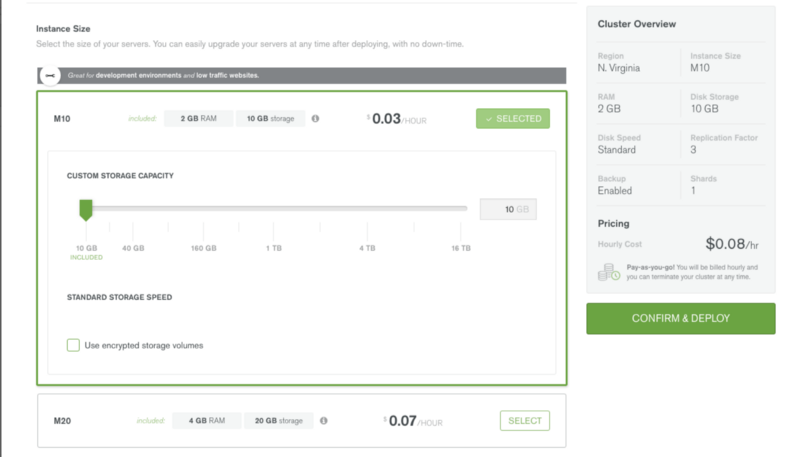 Instance Size
Select the size of your servers. You can easily upgrade your servers at any time after deploying, with no down-time.
Great for development environments and low traffic websites.
M10 included: 2 GB RAM 10 GB storage $0.03/HOUR ✓ SELECTED
CUSTOM STORAGE CAPACITY
10 GB
10 GB 40 GB 160 GB 1 TB 4 TB 16 TB
INCLUDED
STANDARD STORAGE SPEED
Use encrypted storage volumes
M20 included: 4 GB RAM 20 GB storage $0.07/HOUR SELECT
Cluster Overview
Region Instance Size
N. Virginia M10
RAM Disk Storage
2 GB 10 GB
Disk Speed Replication Factor
Standard 3
Backup Shards
Enabled 1
Pricing
Hourly Cost $0.08/hr
Pay-as-you-go! You will be billed hourly and
you can terminate your cluster at any time.
CONFIRM & DEPLOY